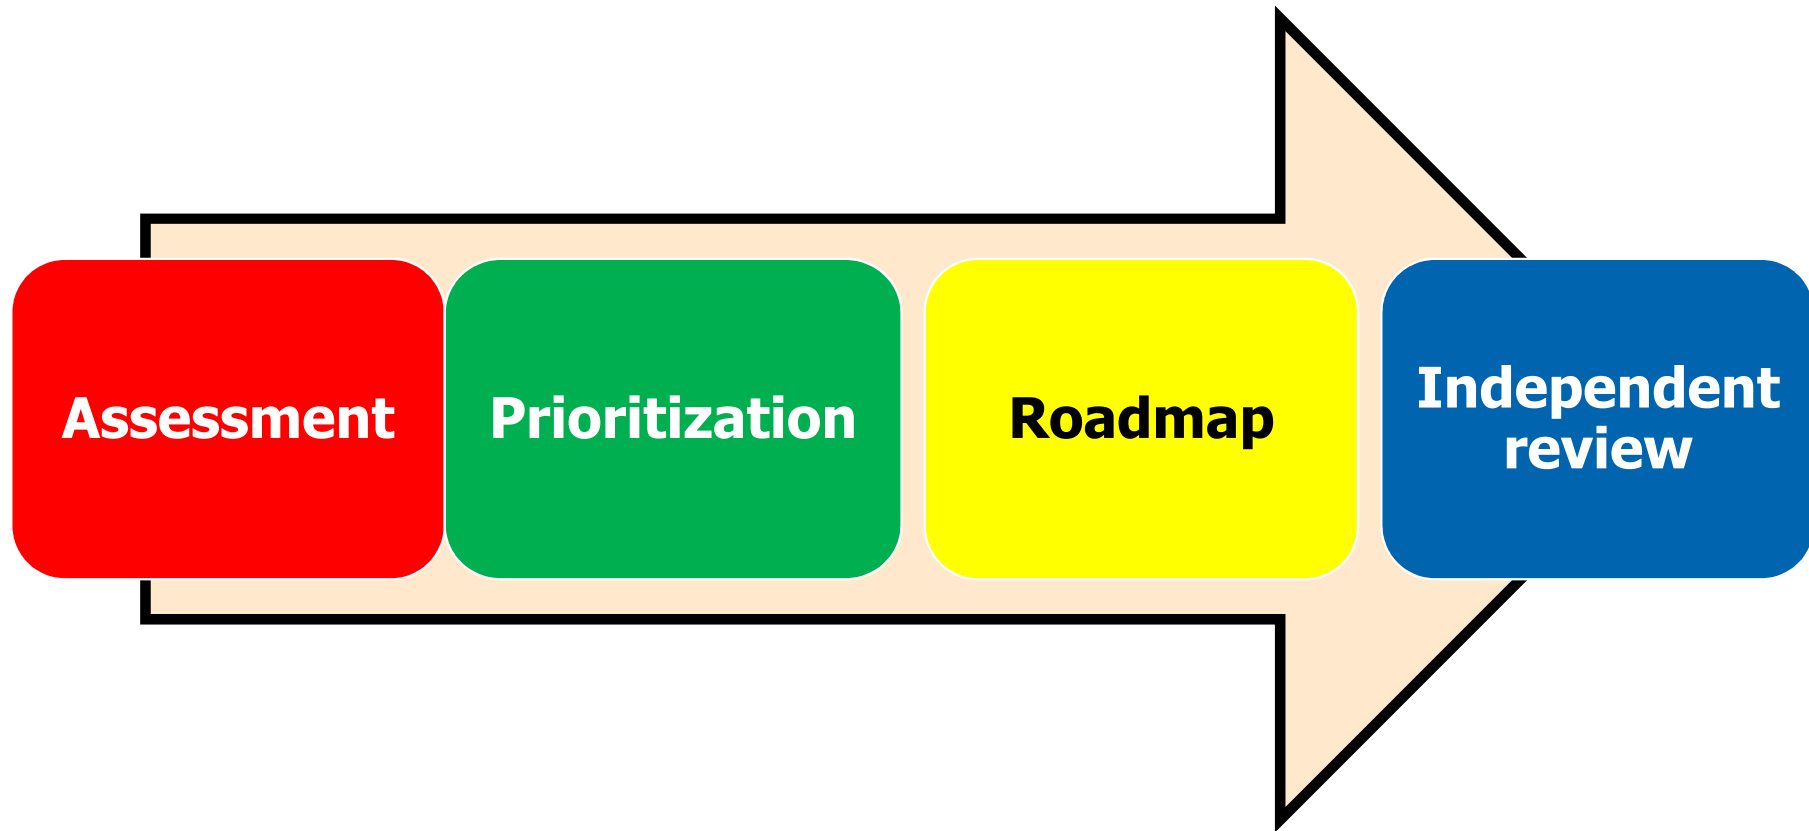 Assessment
Prioritization
Roadmap
Independent
review